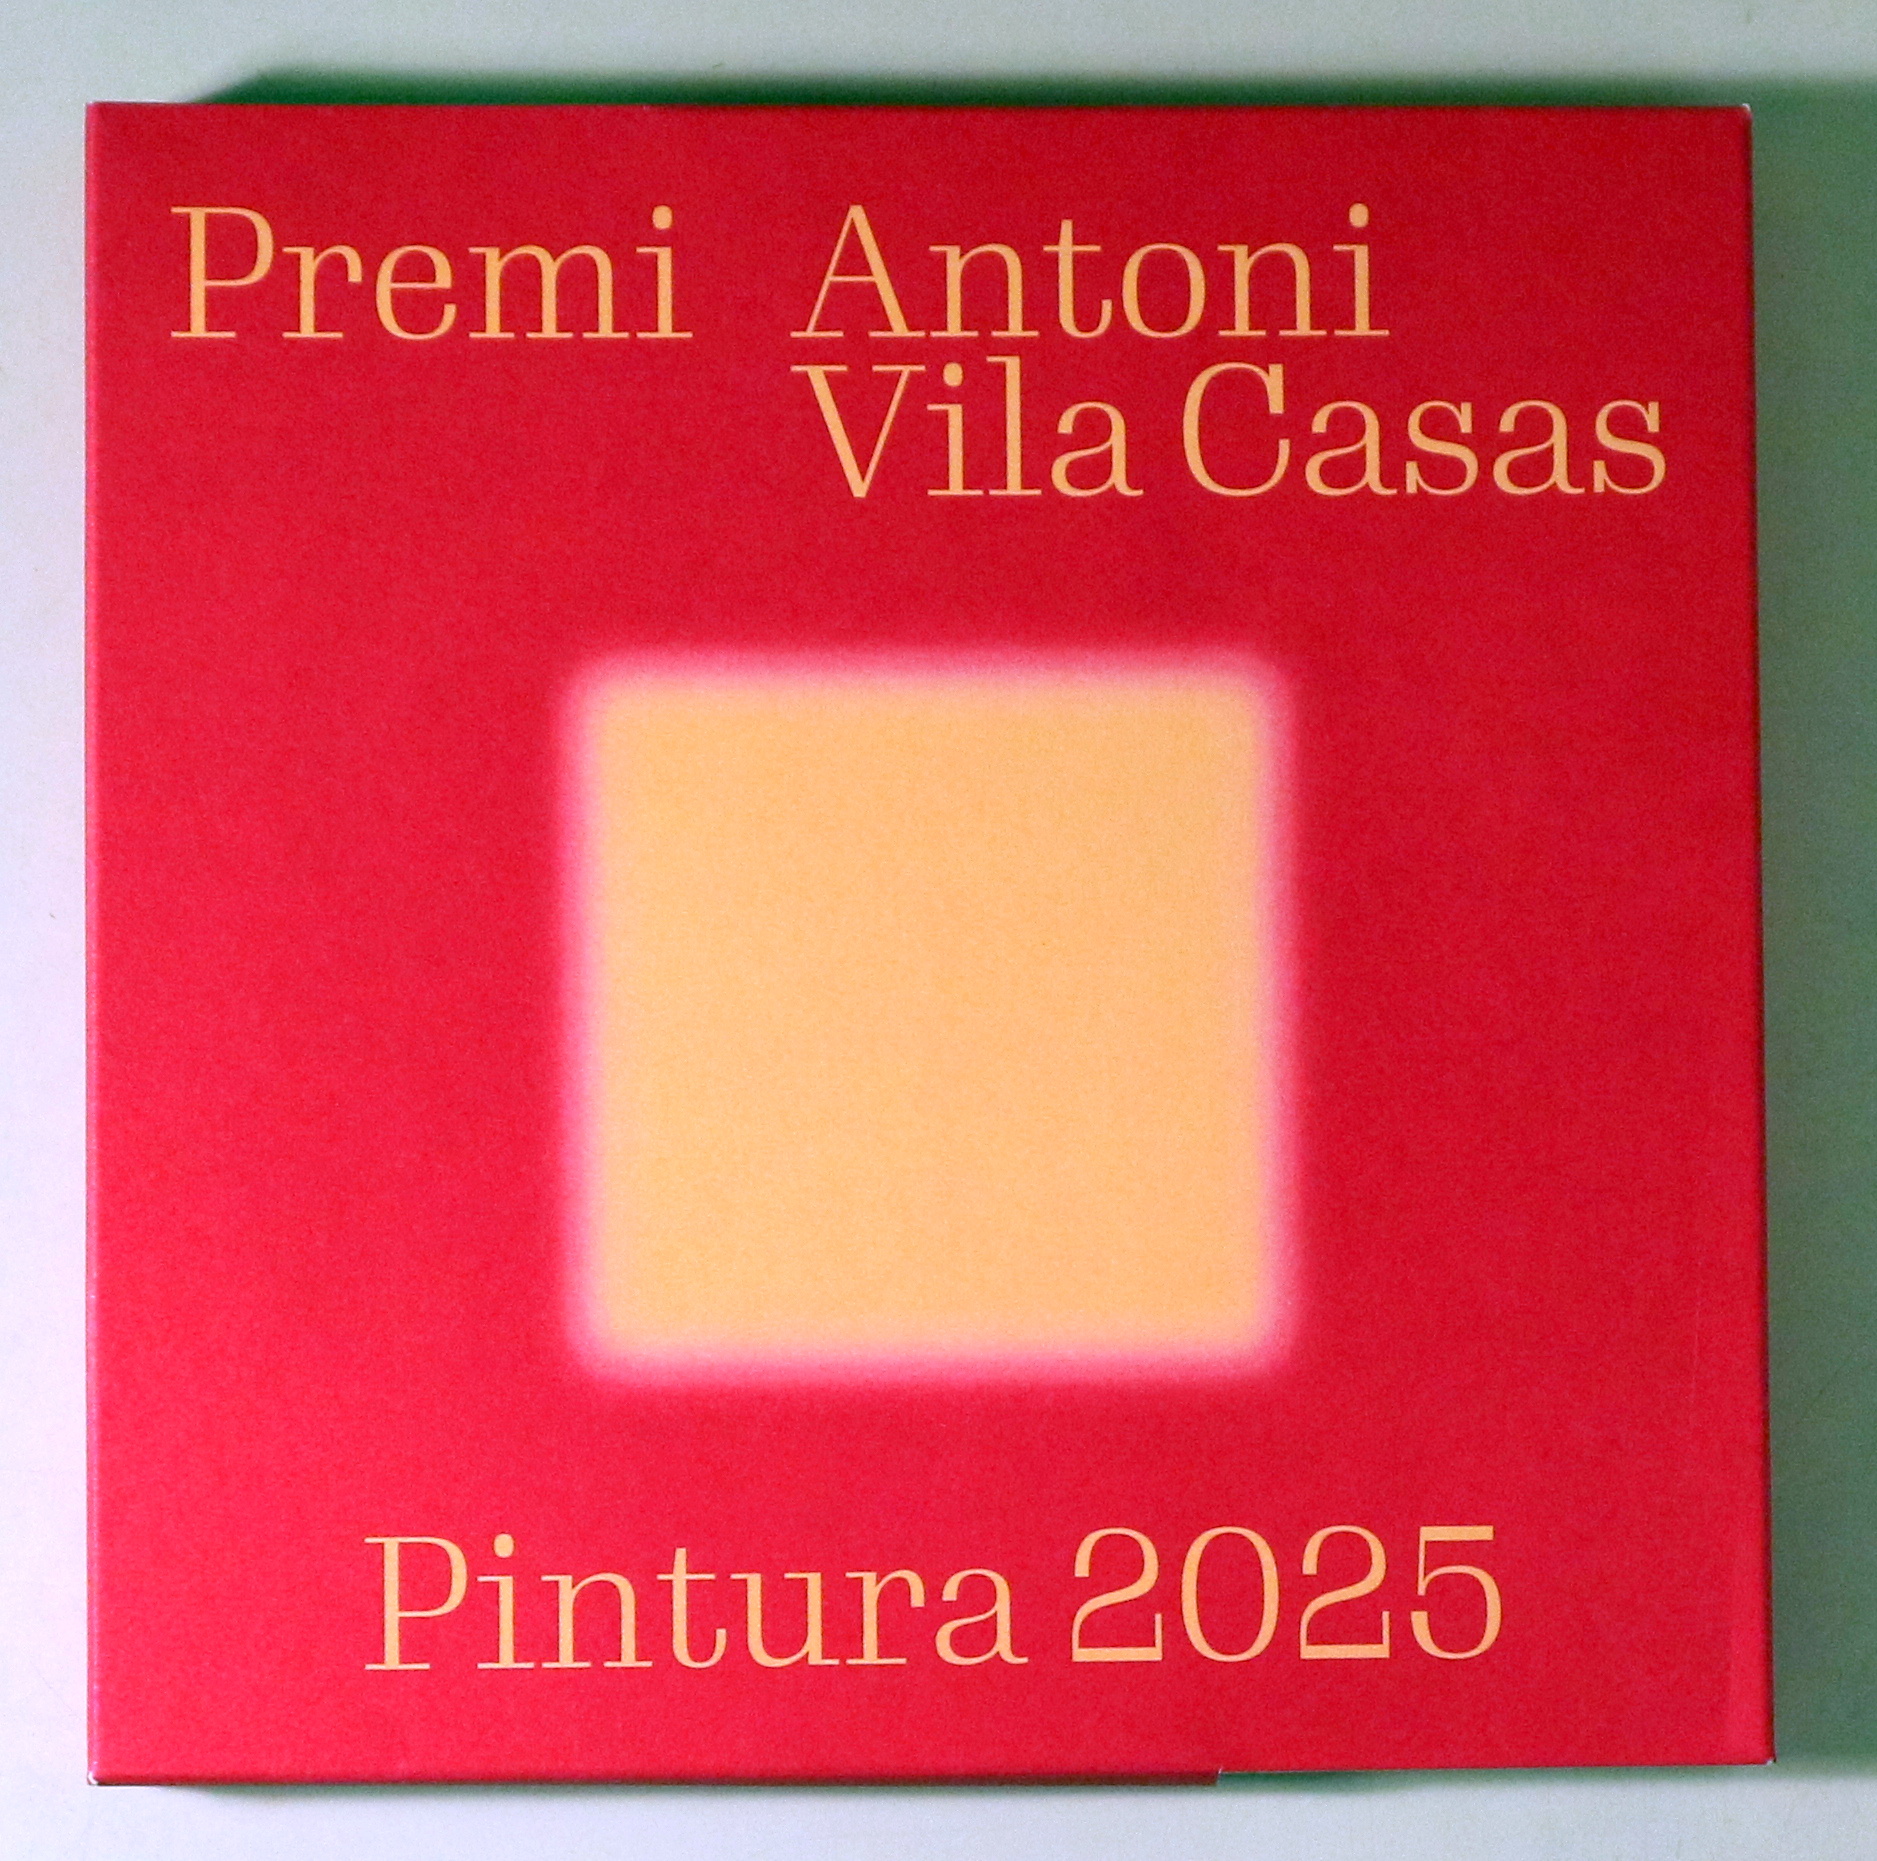 Premi Antoni
Vila Casas
Pintura 2025